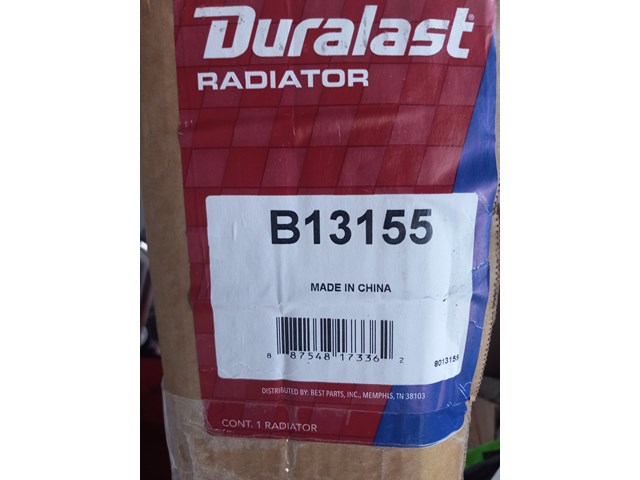 Duralast®
RADIATOR
B13155
MADE IN CHINA
8 87548 17336 2
8013155
DISTRIBUTED BY: BEST PARTS, INC., MEMPHIS, TN 38103
CONT. 1 RADIATOR